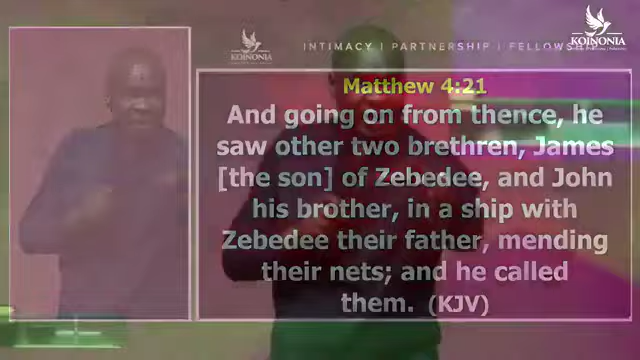 KOINONIA
INTIMACY | PARTNERSHIP | FELLOWSHIP
KOINONIA
Matthew 4:21
And going on from thence, he
saw other two brethren, James
[the son] of Zebedee, and John
his brother, in a ship with
Zebedee their father, mending
their nets; and he called
them. (KJV)